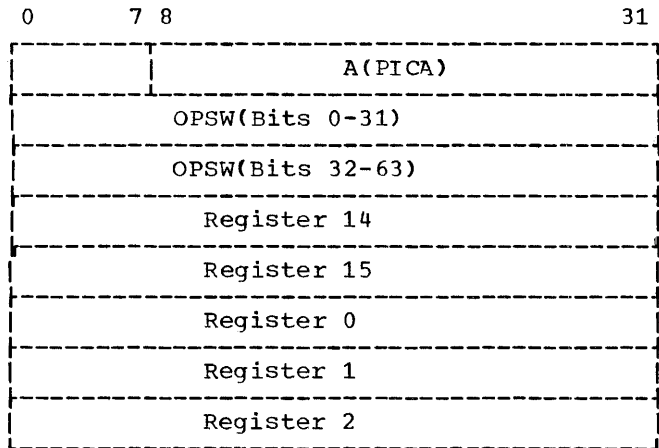 0 7 8 31
A(PICA)
OPSW(Bits 0-31)
OPSW(Bits 32-63)
Register 14
Register 15
Register 0
Register 1
Register 2